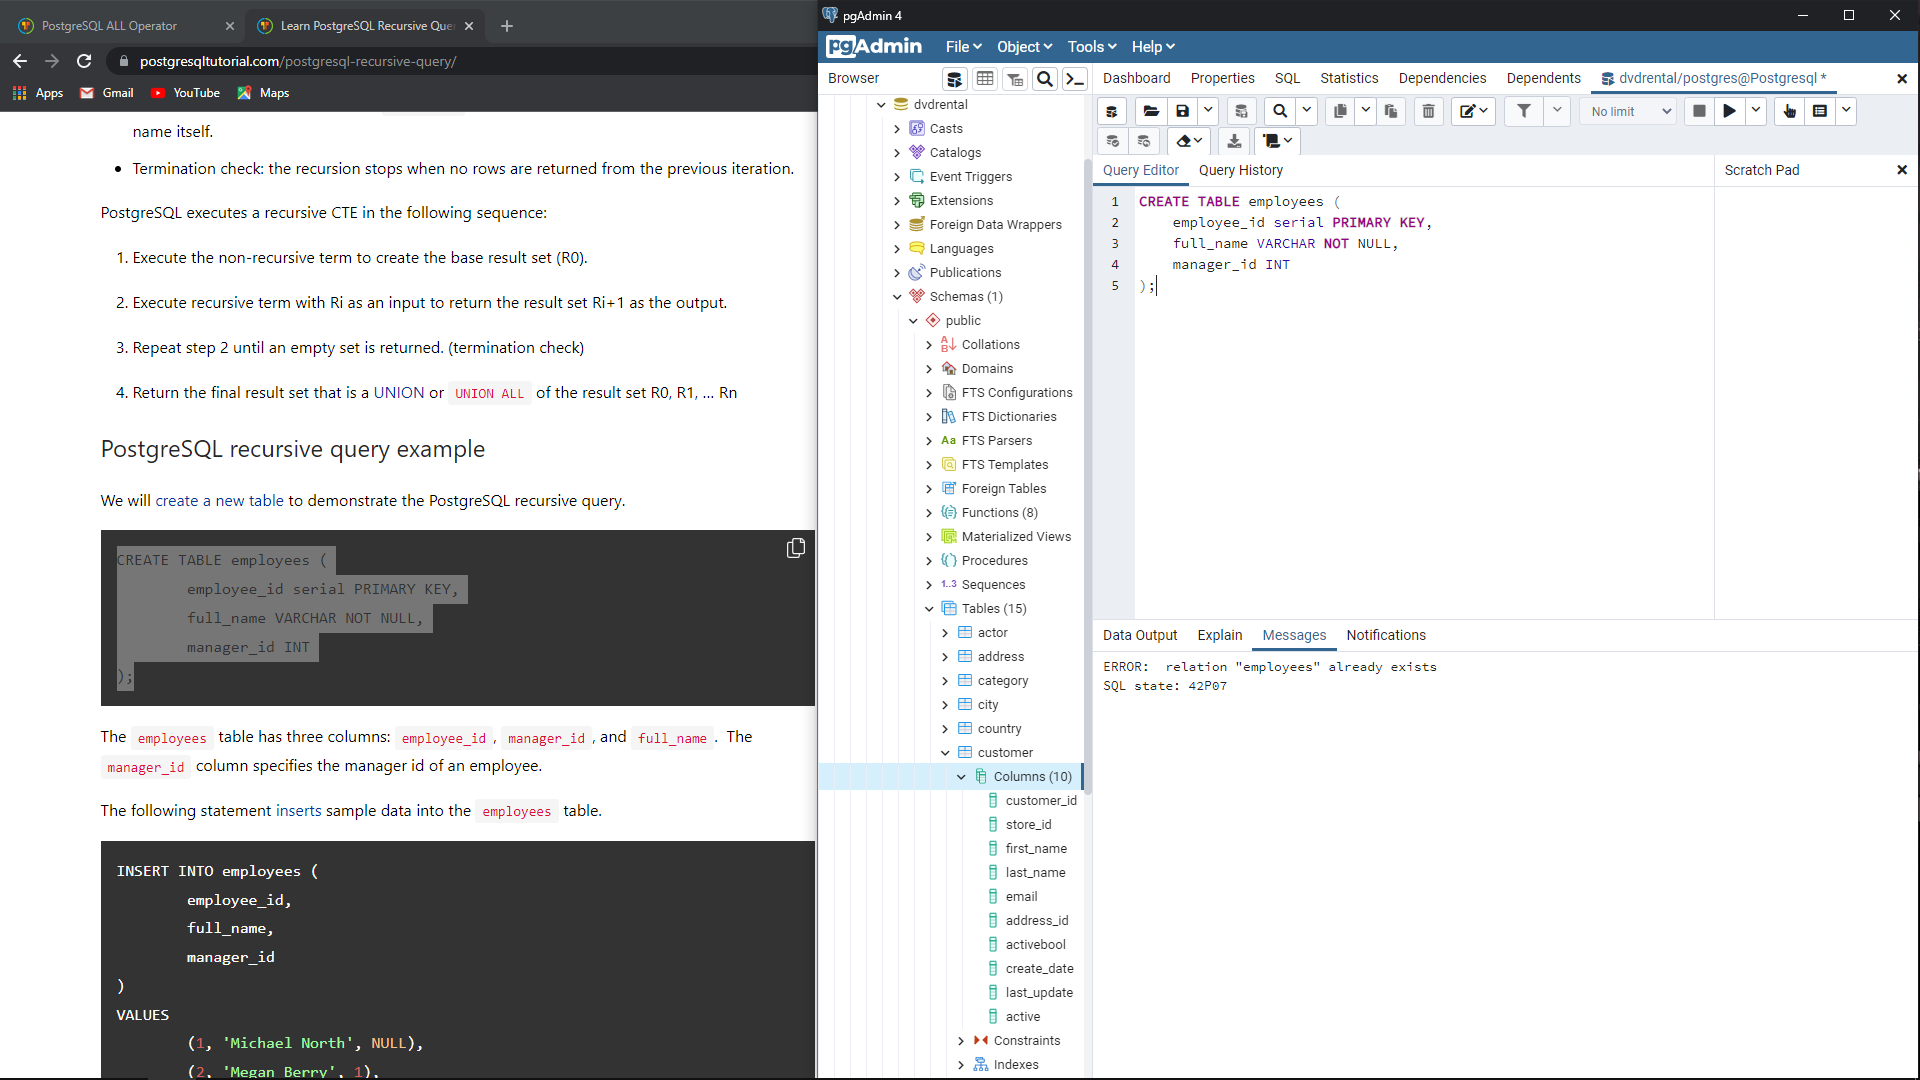 PostgreSQL ALL Operator
Learn PostgreSQL Recursive Que
postgresqltutorial.com/postgresql-recursive-query/
Apps Gmail YouTube Maps
name itself.
Termination check: the recursion stops when no rows are returned from the previous iteration.
PostgreSQL executes a recursive CTE in the following sequence:
1. Execute the non-recursive term to create the base result set (R0).
2. Execute recursive term with Ri as an input to return the result set Ri+1 as the output.
3. Repeat step 2 until an empty set is returned. (termination check)
4. Return the final result set that is a UNION or UNION ALL of the result set R0, R1, … Rn
PostgreSQL recursive query example
We will create a new table to demonstrate the PostgreSQL recursive query.
CREATE TABLE employees (
employee_id serial PRIMARY KEY,
full_name VARCHAR NOT NULL,
manager_id INT
);
The employees table has three columns: employee_id, manager_id, and full_name. The
manager_id column specifies the manager id of an employee.
The following statement inserts sample data into the employees table.
INSERT INTO employees (
employee_id,
full_name,
manager_id
)
VALUES
(1, 'Michael North', NULL),
(2, 'Megan Berry', 1),
pgAdmin 4
pgAdmin File Object Tools Help
Browser
Dashboard Properties SQL Statistics Dependencies Dependents dvdrental/postgres@Postgresql *
No limit
dvdrental
Casts
Catalogs
Event Triggers
Extensions
Foreign Data Wrappers
Languages
Publications
Schemas (1)
public
Collations
Domains
FTS Configurations
FTS Dictionaries
Aa FTS Parsers
FTS Templates
Foreign Tables
Functions (8)
Materialized Views
Procedures
1..3 Sequences
Tables (15)
actor
address
category
city
country
customer
Columns (10)
customer_id
store_id
first_name
last_name
email
address_id
activebool
create_date
last_update
active
Constraints
Indexes
Query Editor Query History
Scratch Pad
1 CREATE TABLE employees (
2 employee_id serial PRIMARY KEY,
3 full_name VARCHAR NOT NULL,
4 manager_id INT
5 );
Data Output Explain Messages Notifications
ERROR: relation "employees" already exists
SQL state: 42P07